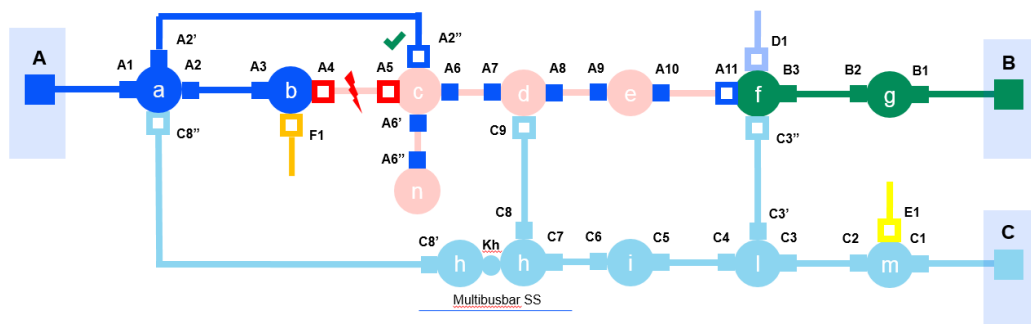 A2’ A2’’ D1
A A1 A2 A3 A4 A5 A6 A7 A8 A9 A10 A11 B3 B2 B1 B
a b c d e f g
C8’’ F1 A6’ C9 C3’’
A6’’
n
C8 C3’ E1
C8’ Kh C7 C6 C5 C4 C3 C2 C1 C
h h i l m
Multibusbar SS